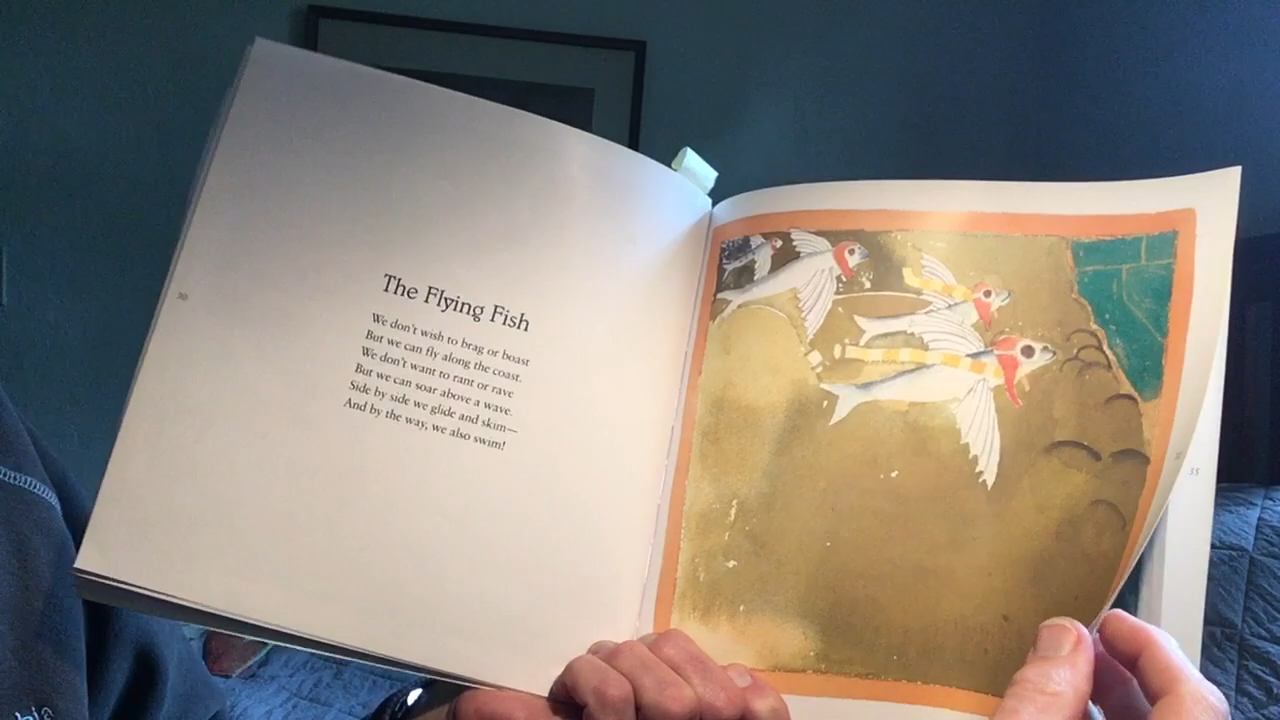 The Flying Fish
We don't wish to brag or boast
But we can fly along the coast.
We don't want to rant or rave
But we can soar above a wave.
Side by side we glide and skim—
And by the way, we also swim!
35